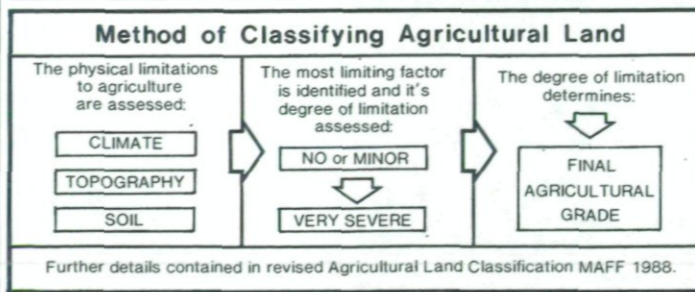 Method of Classifying Agricultural Land
The physical limitations
to agriculture
are assessed:
CLIMATE
TOPOGRAPHY
SOIL
The most limiting factor
is identified and it's
degree of limitation
assessed:
NO or MINOR
VERY SEVERE
The degree of limitation
determines:
FINAL
AGRICULTURAL
GRADE
Further details contained in revised Agricultural Land Classification MAFF 1988.